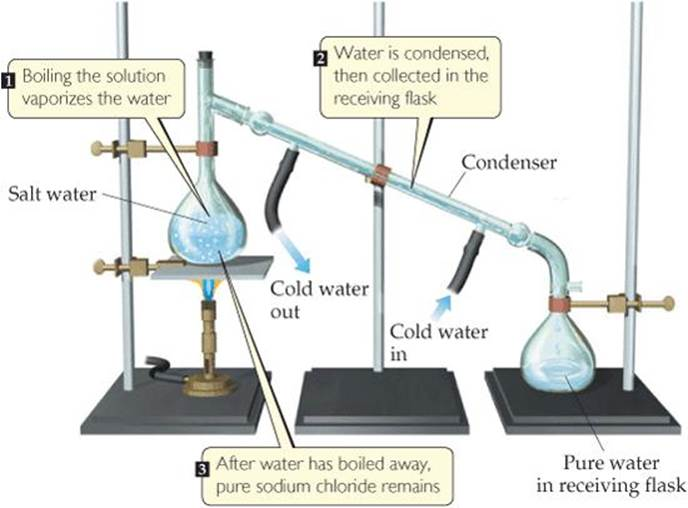 1 Boiling the solution
vaporizes the water
2 Water is condensed,
then collected in the
receiving flask
Condenser
Salt water
Cold water
out
Cold water
in
3 After water has boiled away,
pure sodium chloride remains
Pure water
in receiving flask